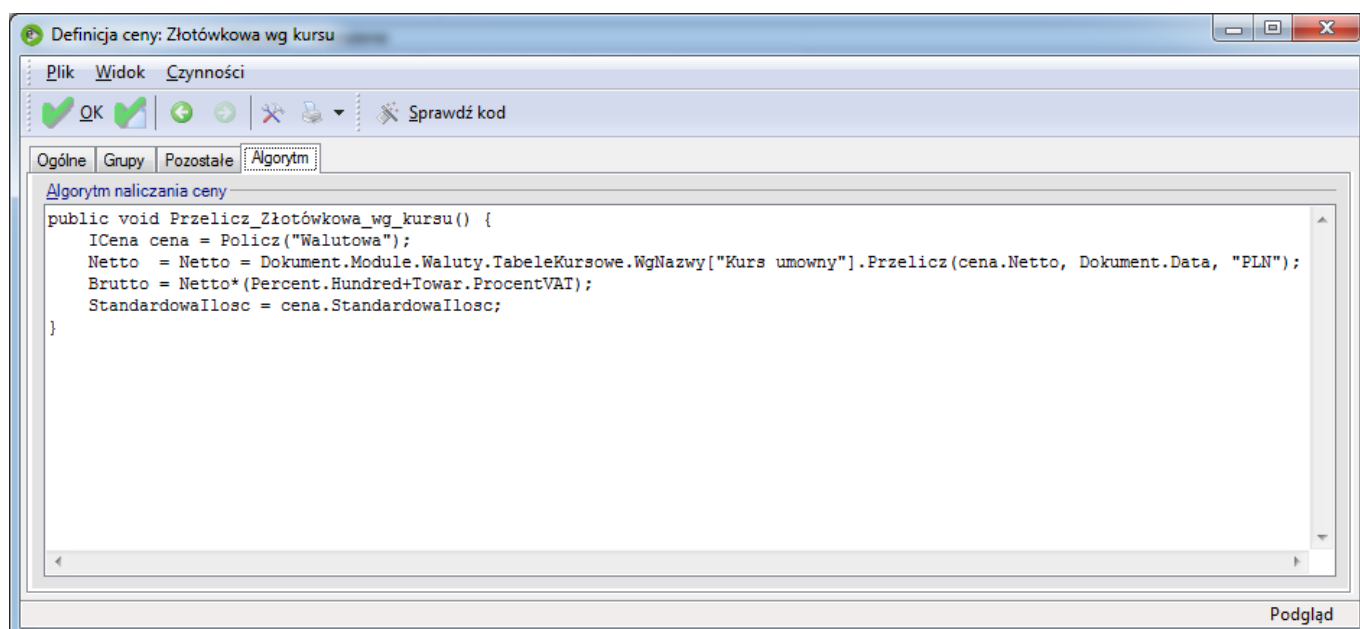 Definicja ceny: Złotówkowa wg kursu
Plik Widok Czynności
OK Sprawdź kod
Ogólne Grupy Pozostałe Algorytm
Algorytm naliczania ceny
public void Przelicz_Złotówkowa_wg_kursu() {
    ICena cena = Policz("Walutowa");
    Netto  = Netto = Dokument.Module.Waluty.TabeleKursowe.WgNazwy["Kurs umowny"].Przelicz(cena.Netto, Dokument.Data, "PLN");
    Brutto = Netto*(Percent.Hundred+Towar.ProcentVAT);
    StandardowaIlosc = cena.StandardowaIlosc;
}
Podgląd